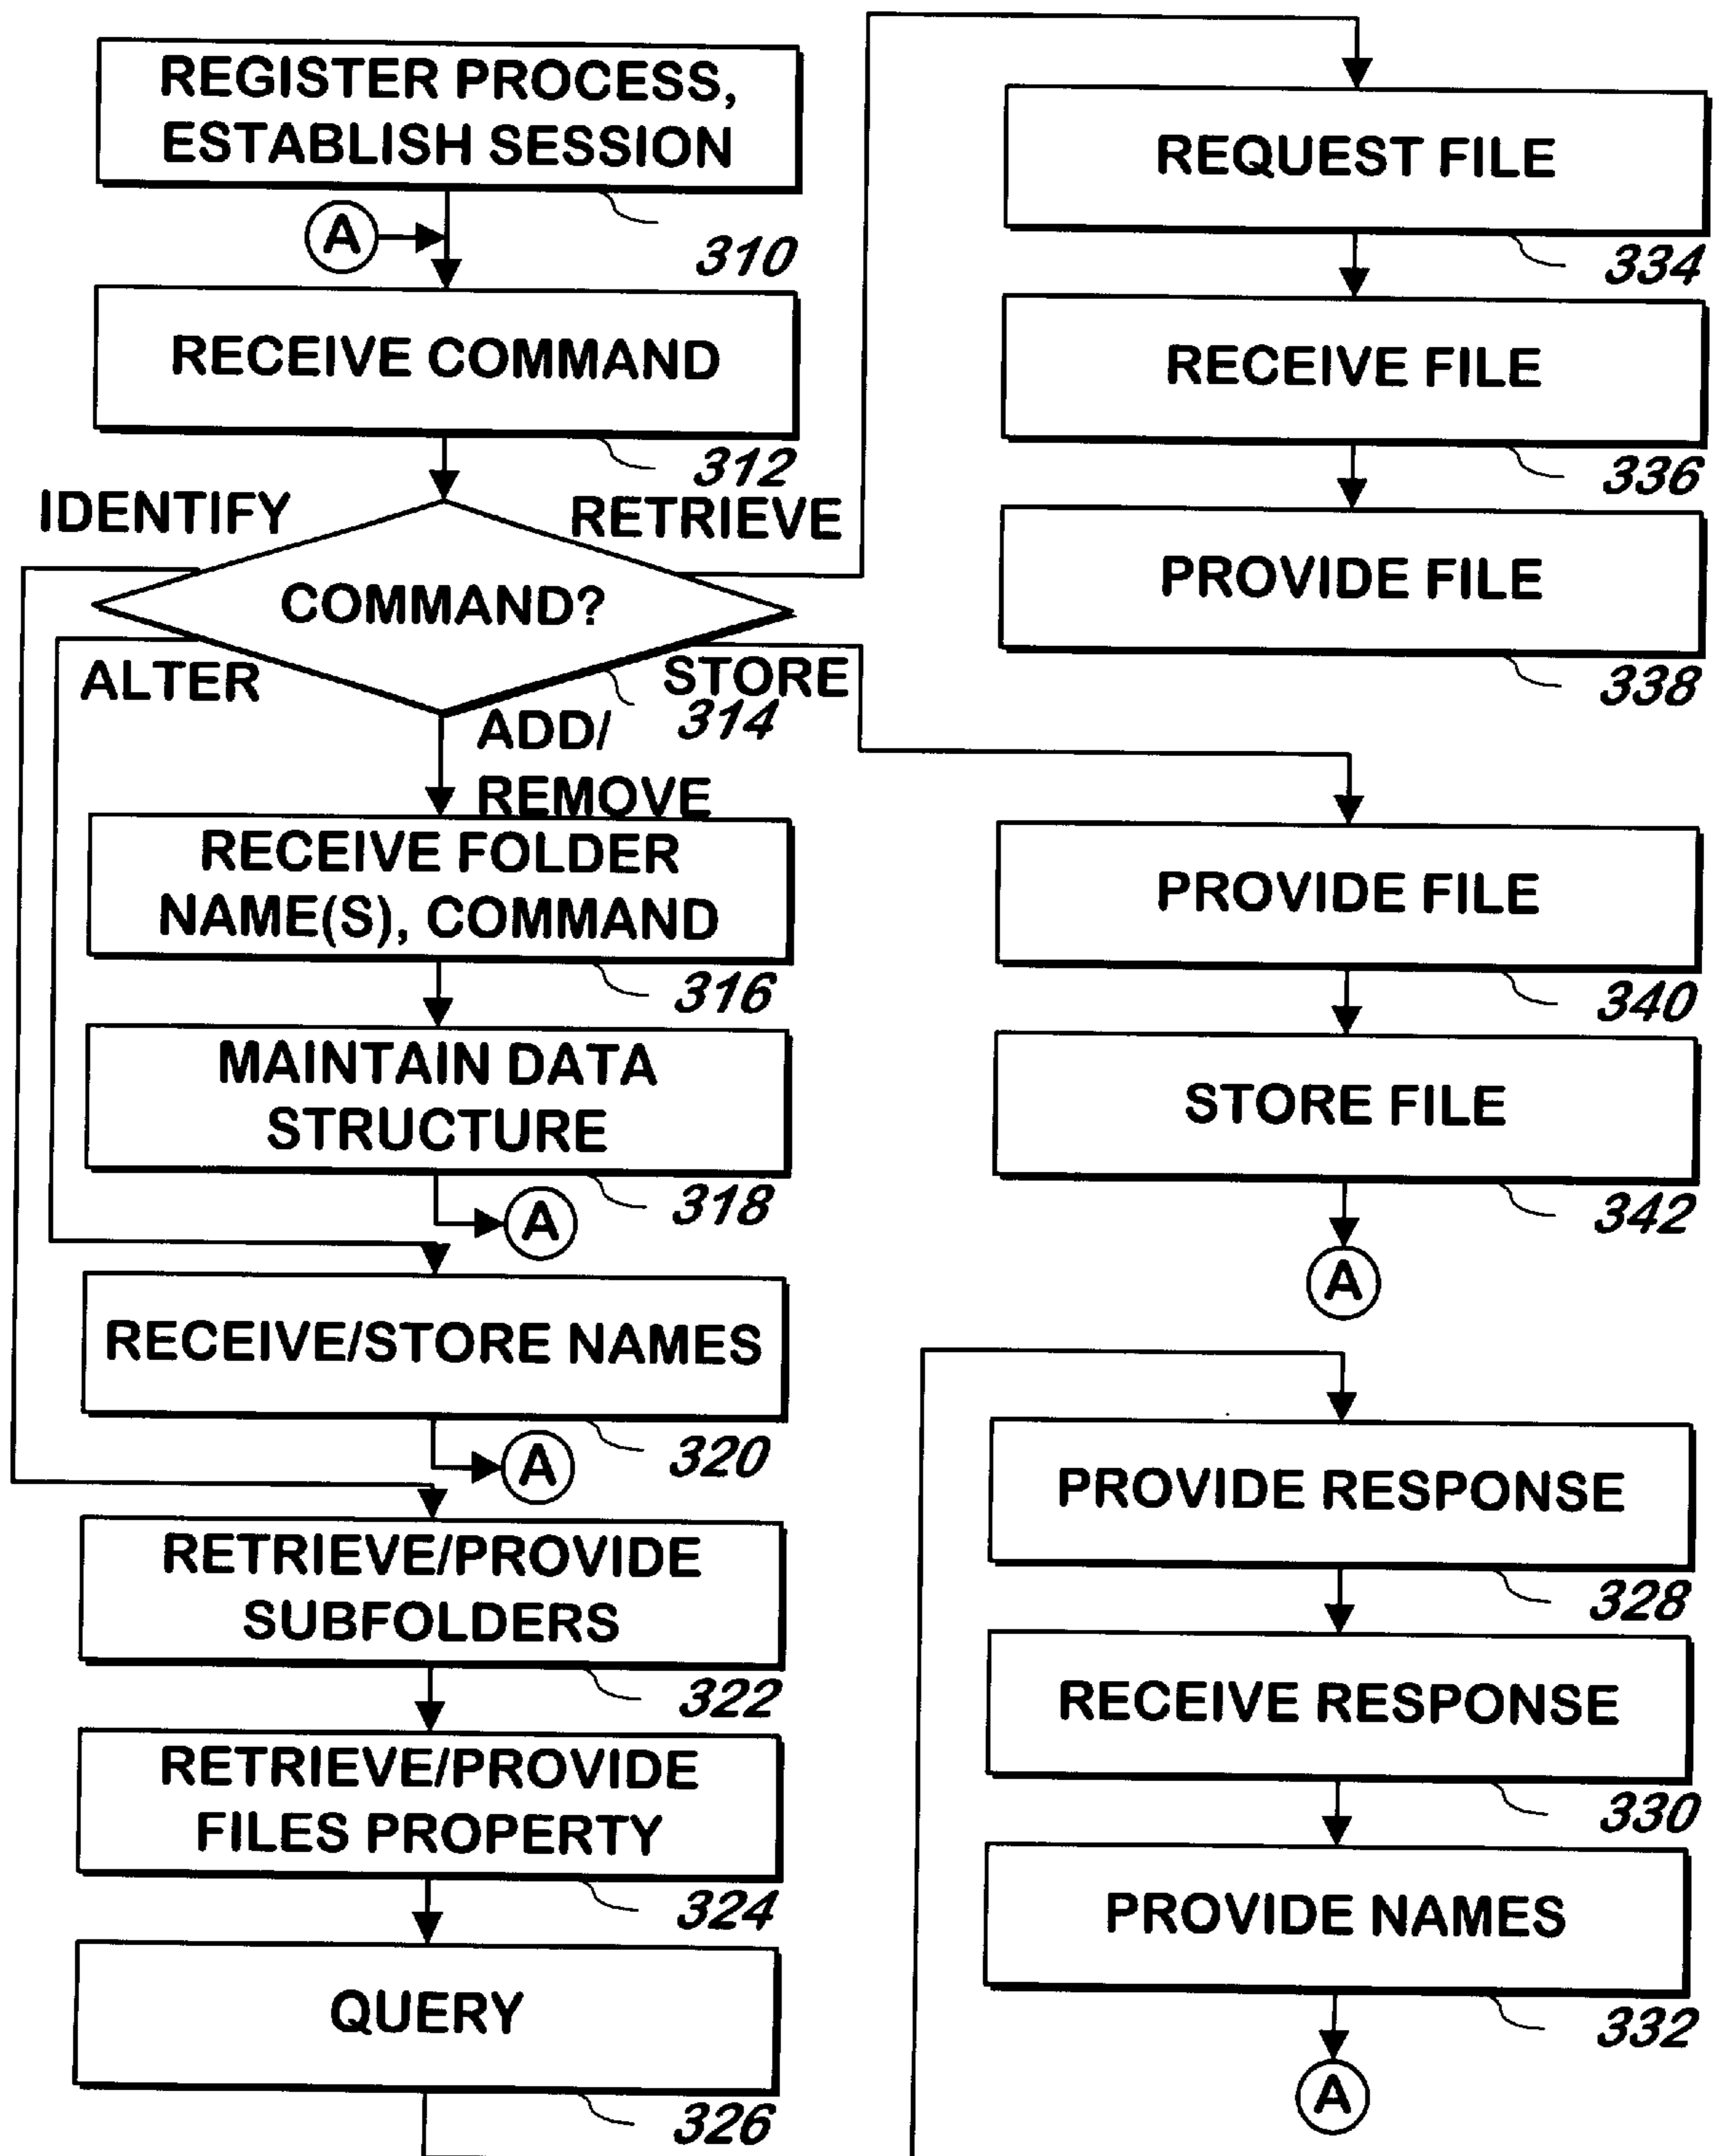 REGISTER PROCESS,
ESTABLISH SESSION
310
A
RECEIVE COMMAND
312
IDENTIFY
RETRIEVE
COMMAND?
ALTER
STORE
314
ADD/
REMOVE
RECEIVE FOLDER
NAME(S), COMMAND
316
MAINTAIN DATA
STRUCTURE
318
A
RECEIVE/STORE NAMES
320
A
RETRIEVE/PROVIDE
SUBFOLDERS
322
RETRIEVE/PROVIDE
FILES PROPERTY
324
QUERY
326
REQUEST FILE
334
RECEIVE FILE
336
PROVIDE FILE
338
PROVIDE FILE
340
STORE FILE
342
A
PROVIDE RESPONSE
328
RECEIVE RESPONSE
330
PROVIDE NAMES
332
A